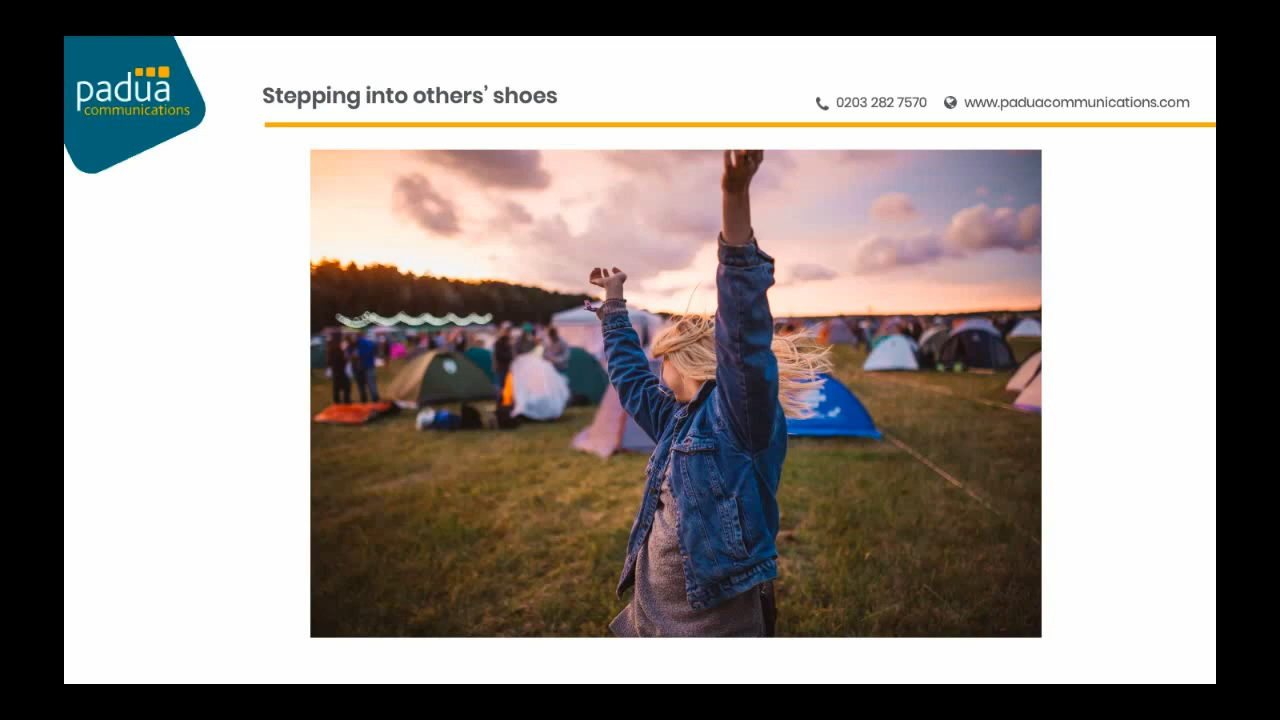 padua
communications
Stepping into others’ shoes
0203 282 7570
www.paduacommunications.com